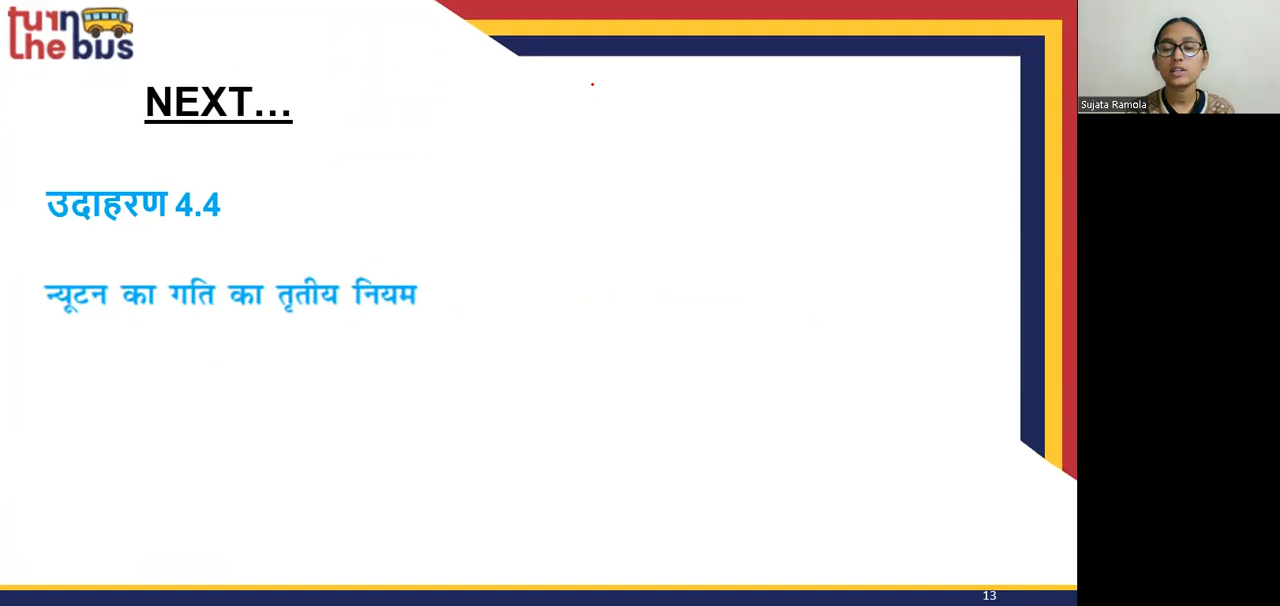 turn
the bus
NEXT...
उदाहरण 4.4
न्यूटन का गति का तृतीय नियम
Sujata Ramola
13